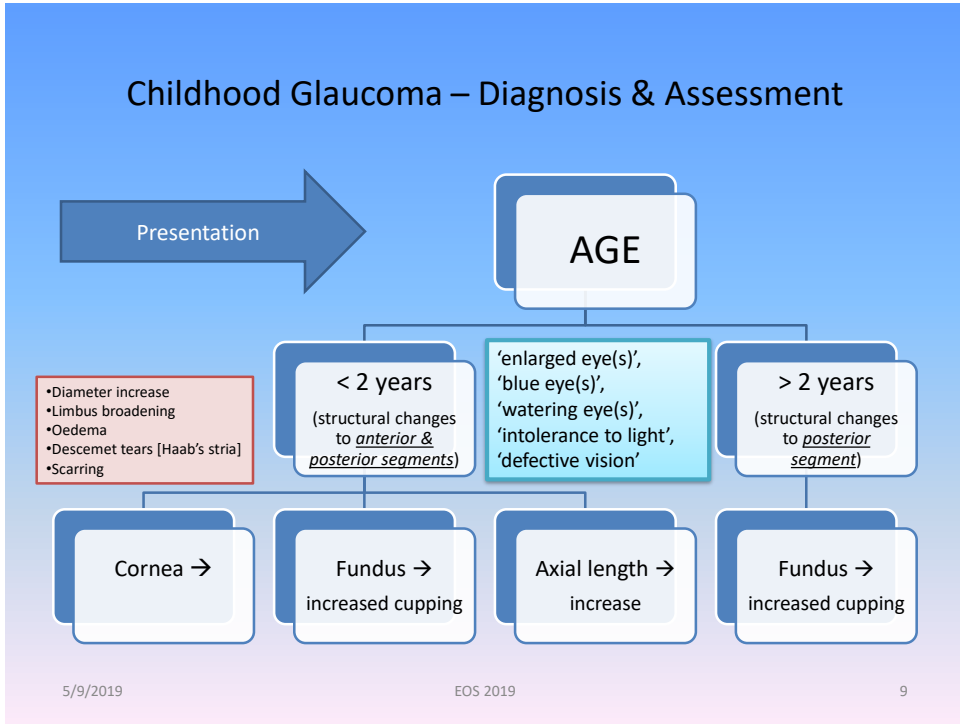 Childhood Glaucoma – Diagnosis & Assessment
Presentation
AGE
•Diameter increase
•Limbus broadening
•Oedema
•Descemet tears [Haab's stria]
•Scarring
< 2 years
(structural changes
to anterior &
posterior segments)
‘enlarged eye(s)’,
‘blue eye(s)’,
‘watering eye(s)’,
‘intolerance to light’,
‘defective vision’
> 2 years
(structural changes
to posterior
segment)
Cornea →
Fundus →
increased cupping
Axial length →
increase
Fundus →
increased cupping
5/9/2019
EOS 2019
9